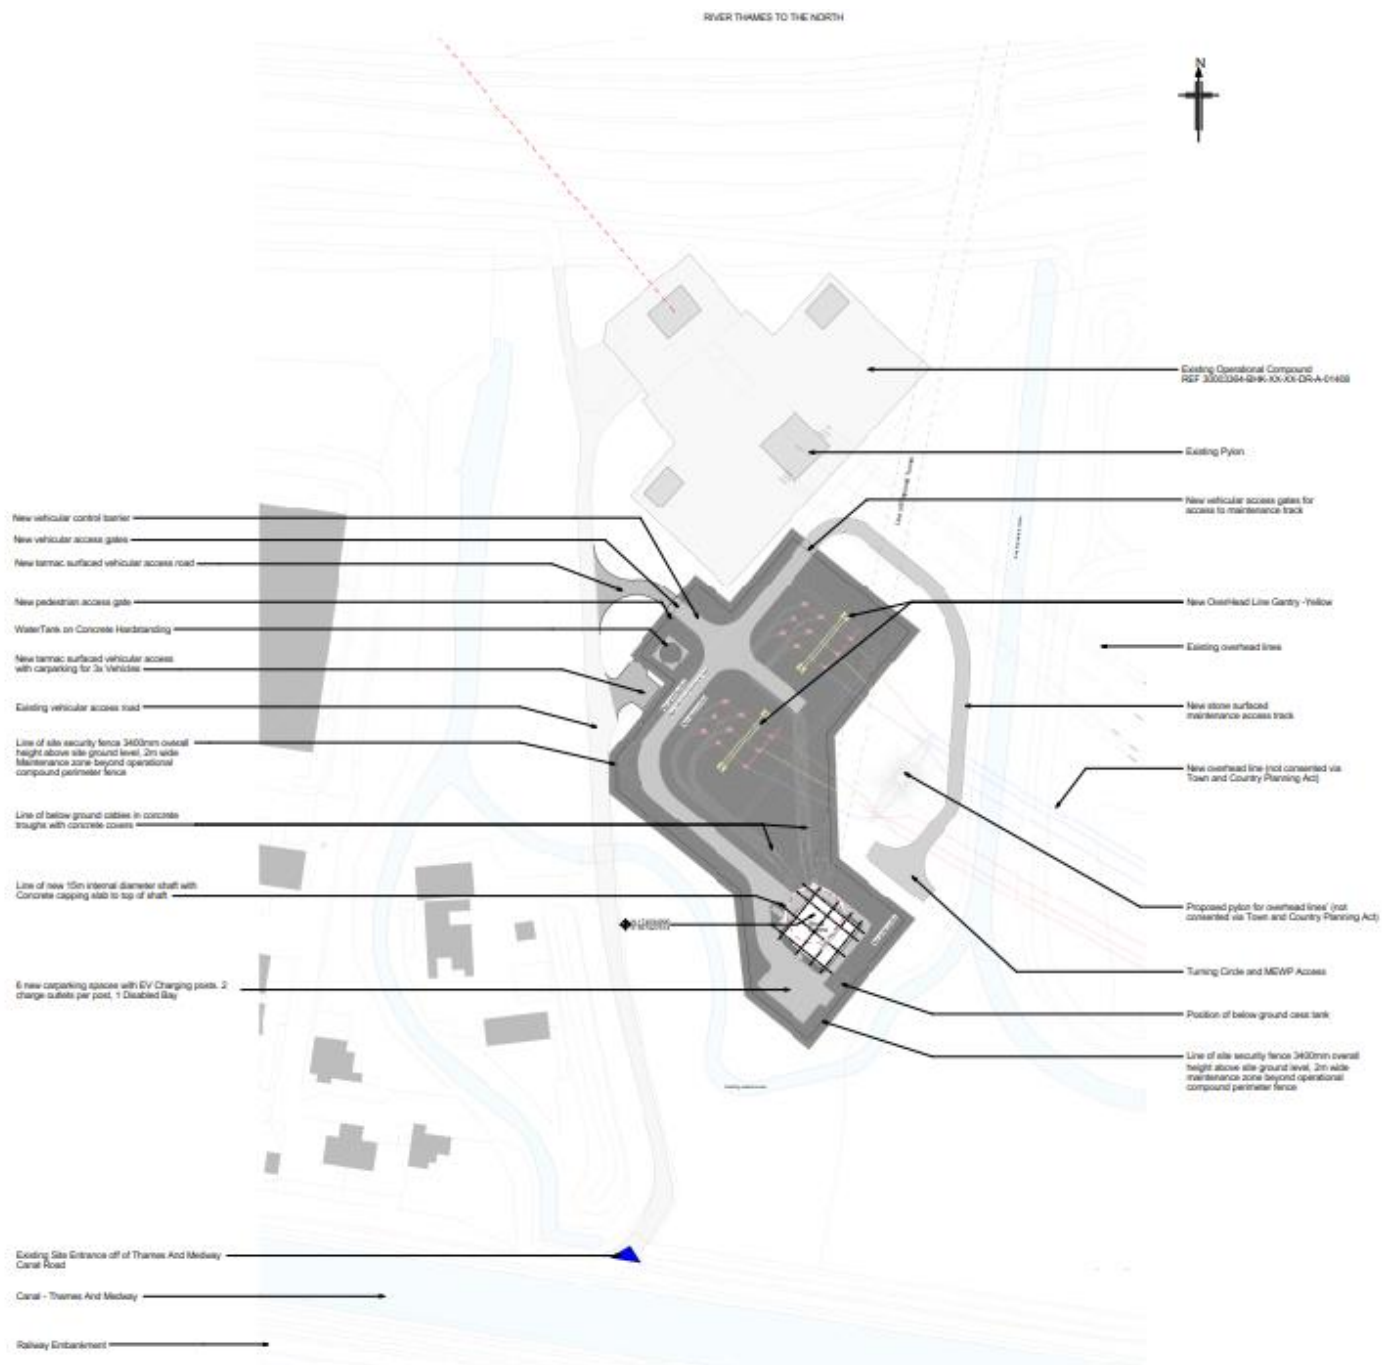 RIVER THAMES TO THE NORTH
N
Existing Operational Compound
Existing Pylon
New vehicular access gates for
access to maintenance track
New OverHead Line Gantry -Yellow
Existing overhead lines
New stone surfaced
maintenance access track
New overhead line (not consented via
Town and Country Planning Act)
Proposed pylon for overhead lines' (not
consented via Town and Country Planning Act)
Turning Circle and MEWP Access
Position of below ground cess tank
Line of site security fence 3400mm overall
height above site ground level, 2m wide
maintenance zone beyond operational
compound perimeter fence
New vehicular control barrier
New vehicular access gates
New tarmac surfaced vehicular access road
New pedestrian access gate
WaterTank on Concrete Hardstanding
New tarmac surfaced vehicular access
with carparking for 3x Vehicles
Existing vehicular access road
Line of site security fence 3400mm overall
height above site ground level, 2m wide
Maintenance zone beyond operational
compound perimeter fence
Line of below ground cables in concrete
troughs with concrete covers
Line of new 15m internal diameter shaft with
Concrete capping slab to top of shaft
6 new carparking spaces with EV Charging posts. 2
charge outlets per post, 1 Disabled Bay
Existing Site Entrance off of Thames And Medway
Canal Road
Canal - Thames And Medway
Railway Embankment